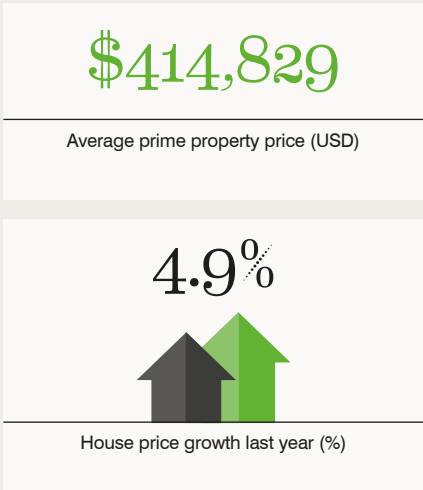 $414,829
Average prime property price (USD)
4.9%
House price growth last year (%)